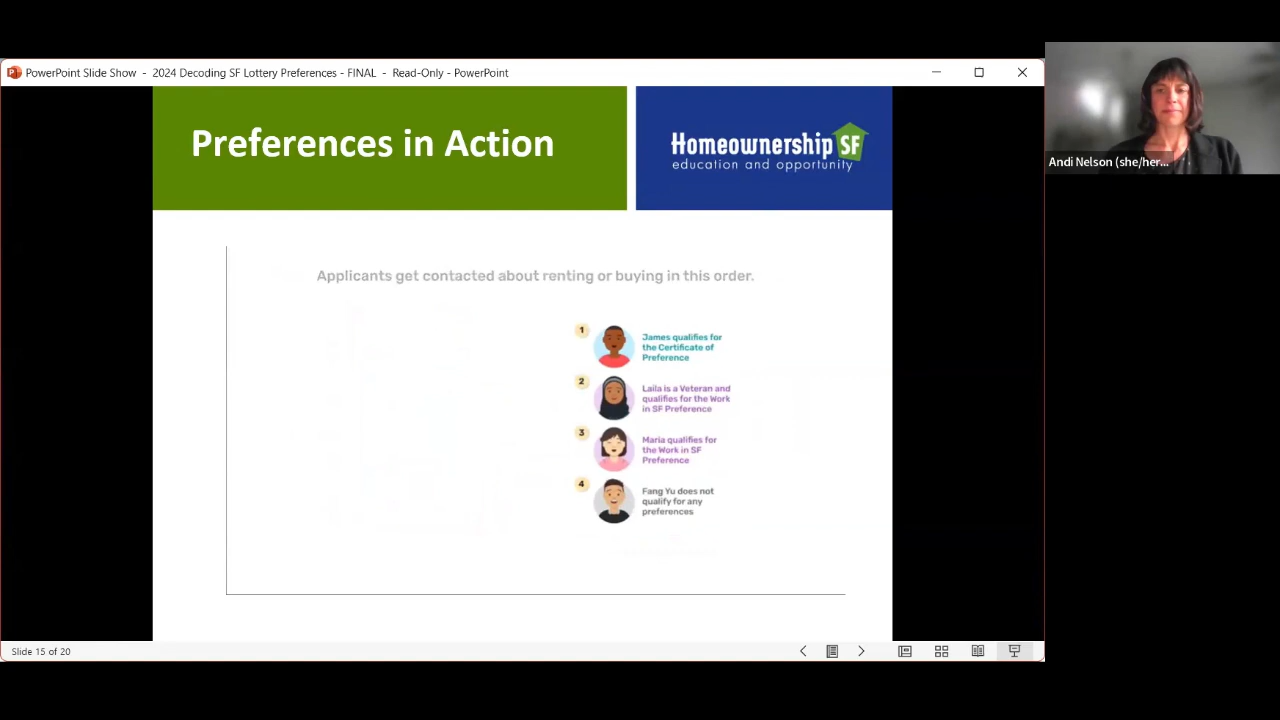 PowerPoint Slide Show - 2024 Decoding SF Lottery Preferences - FINAL - Read-Only - PowerPoint
Preferences in Action
Homeownership SF
education and opportunity
Andi Nelson (she/her...
Applicants get contacted about renting or buying in this order.
1
James qualifies for
the Certificate of
Preference
2
Laila is a Veteran and
qualifies for the Work
in SF Preference
3
Maria qualifies for
the Work in SF
Preference
4
Fang Yu does not
qualify for any
preferences
Slide 15 of 20